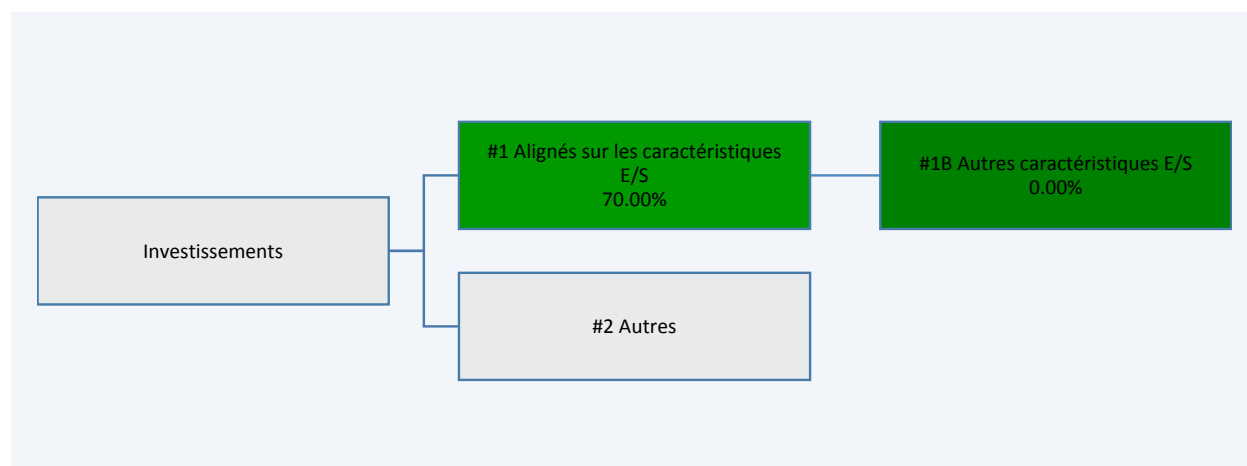 #1 Alignés sur les caractéristiques
E/S
70.00%
#1B Autres caractéristiques E/S
0.00%
Investissements
#2 Autres